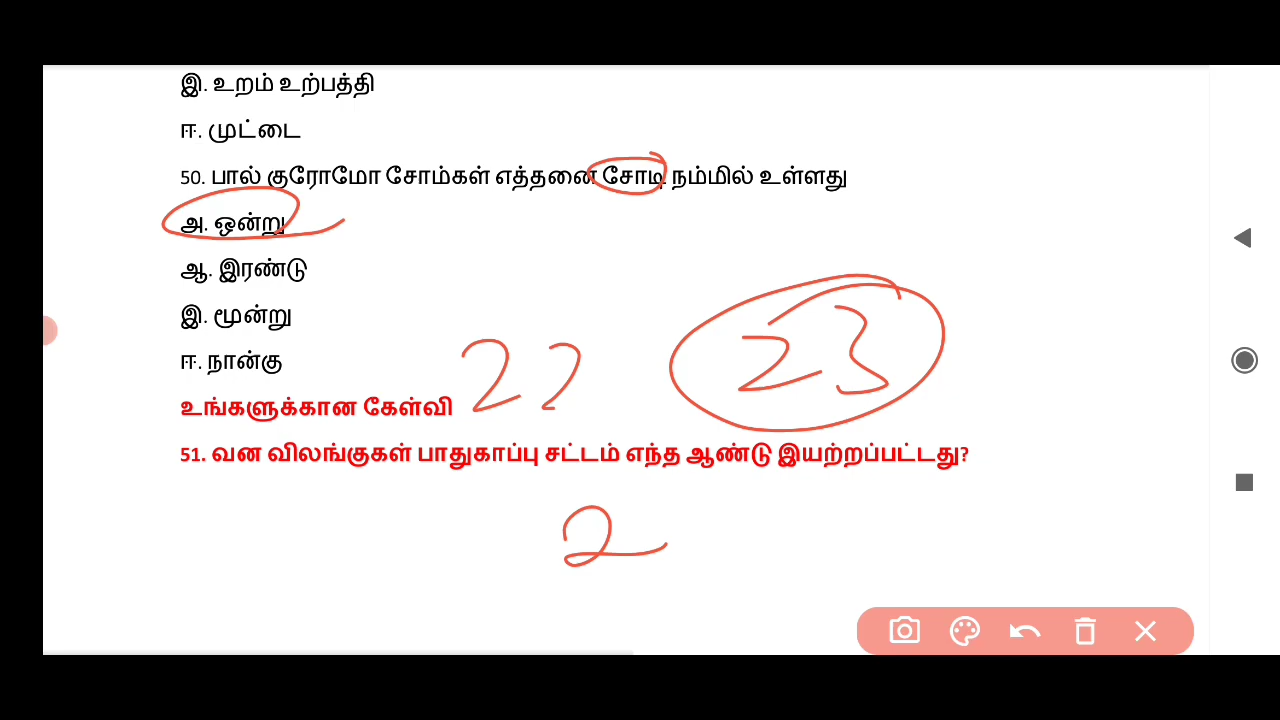 இ. உறம் உற்பத்தி
ஈ. முட்டை
50. பால் குரோமோ சோம்கள் எத்தனை சோடி நம்மில் உள்ளது
அ. ஒன்று
ஆ. இரண்டு
இ. மூன்று
ஈ. நான்கு
22 23
உங்களுக்கான கேள்வி
51. வன விலங்குகள் பாதுகாப்பு சட்டம் எந்த ஆண்டு இயற்றப்பட்டது?
2